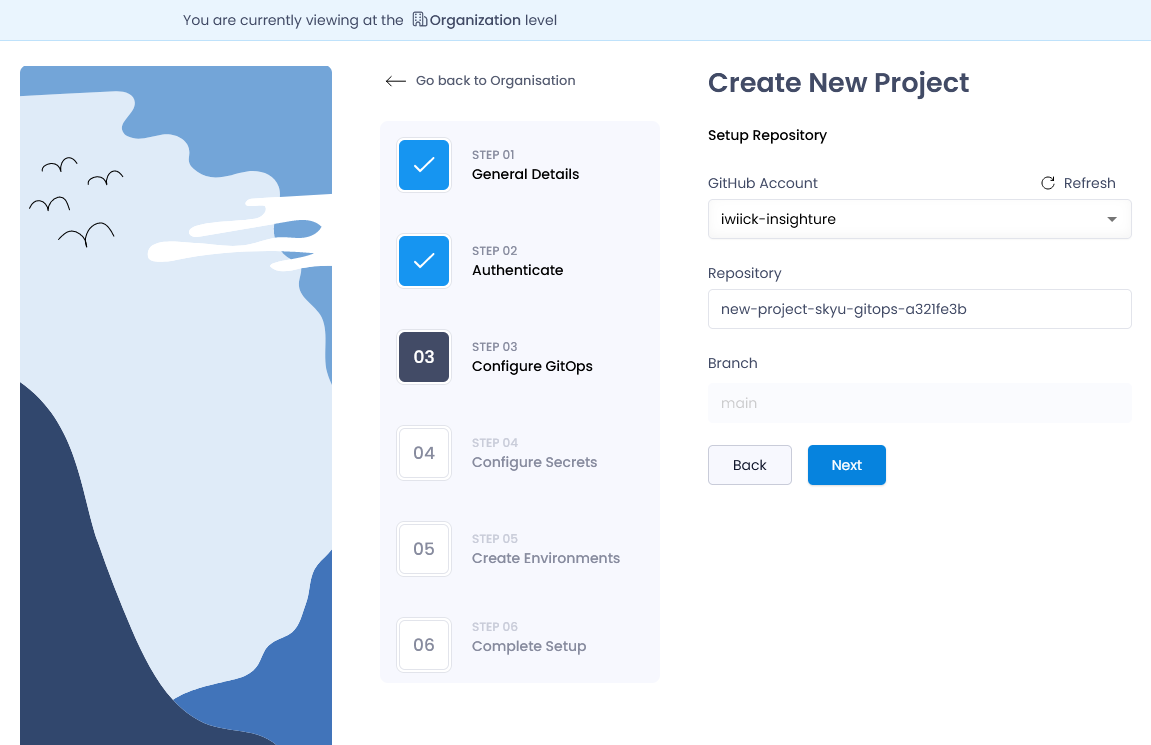 You are currently viewing at the Organization level
Go back to Organisation
STEP 01
General Details
STEP 02
Authenticate
03
STEP 03
Configure GitOps
04
STEP 04
Configure Secrets
05
STEP 05
Create Environments
06
STEP 06
Complete Setup
Create New Project
Setup Repository
GitHub Account
Refresh
iwiick-insighture
Repository
new-project-skyu-gitops-a321fe3b
Branch
main
Back
Next